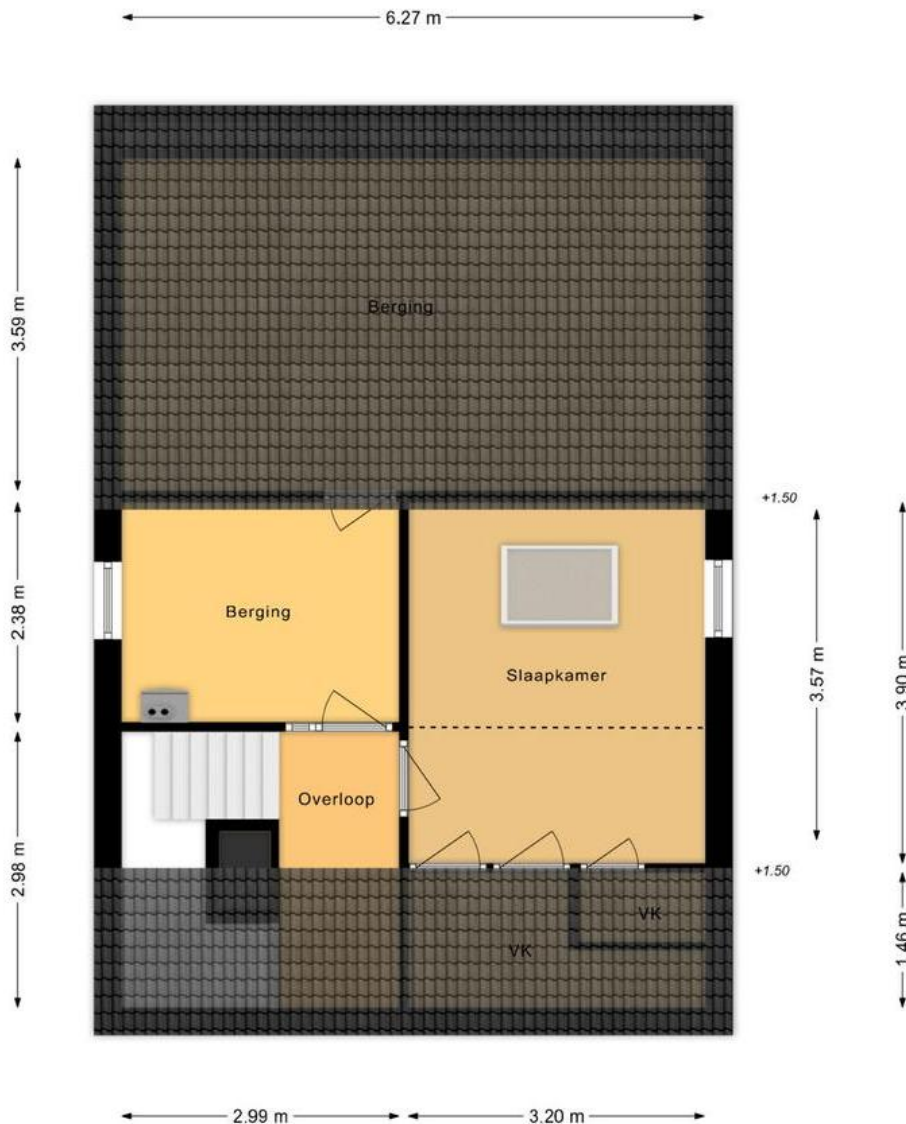 6.27 m
3.59 m
Berging
+1.50
2.38 m
Berging
Slaapkamer
3.57 m
3.90 m
Overloop
2.98 m
+1.50
VK
VK
1.46 m
2.99 m
3.20 m